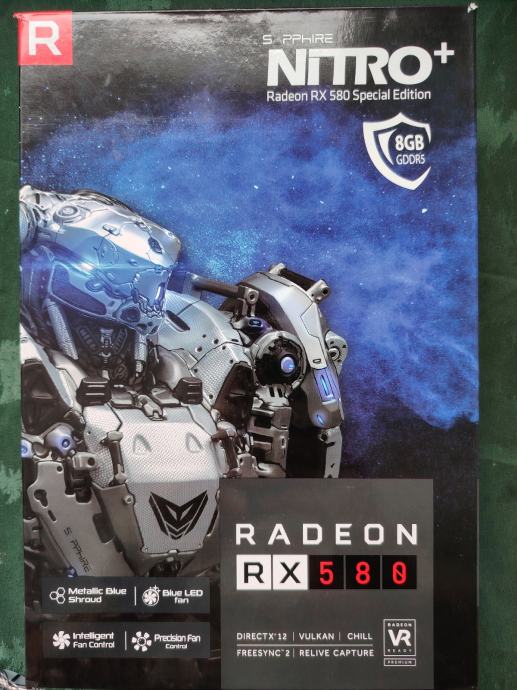 R
SAPPHIRE
NITRO+
Radeon RX 580 Special Edition
8GB
GDDR5
SAPPHIRE
RADEON
RX 580
Metallic Blue
Shroud
Blue LED
fan
Intelligent
Fan Control
Precision Fan
Control
DIRECTX®12 | VULKAN | CHILL
FREESYNC™2 | RELIVE CAPTURE
RADEON
VR
READY
PREMIUM